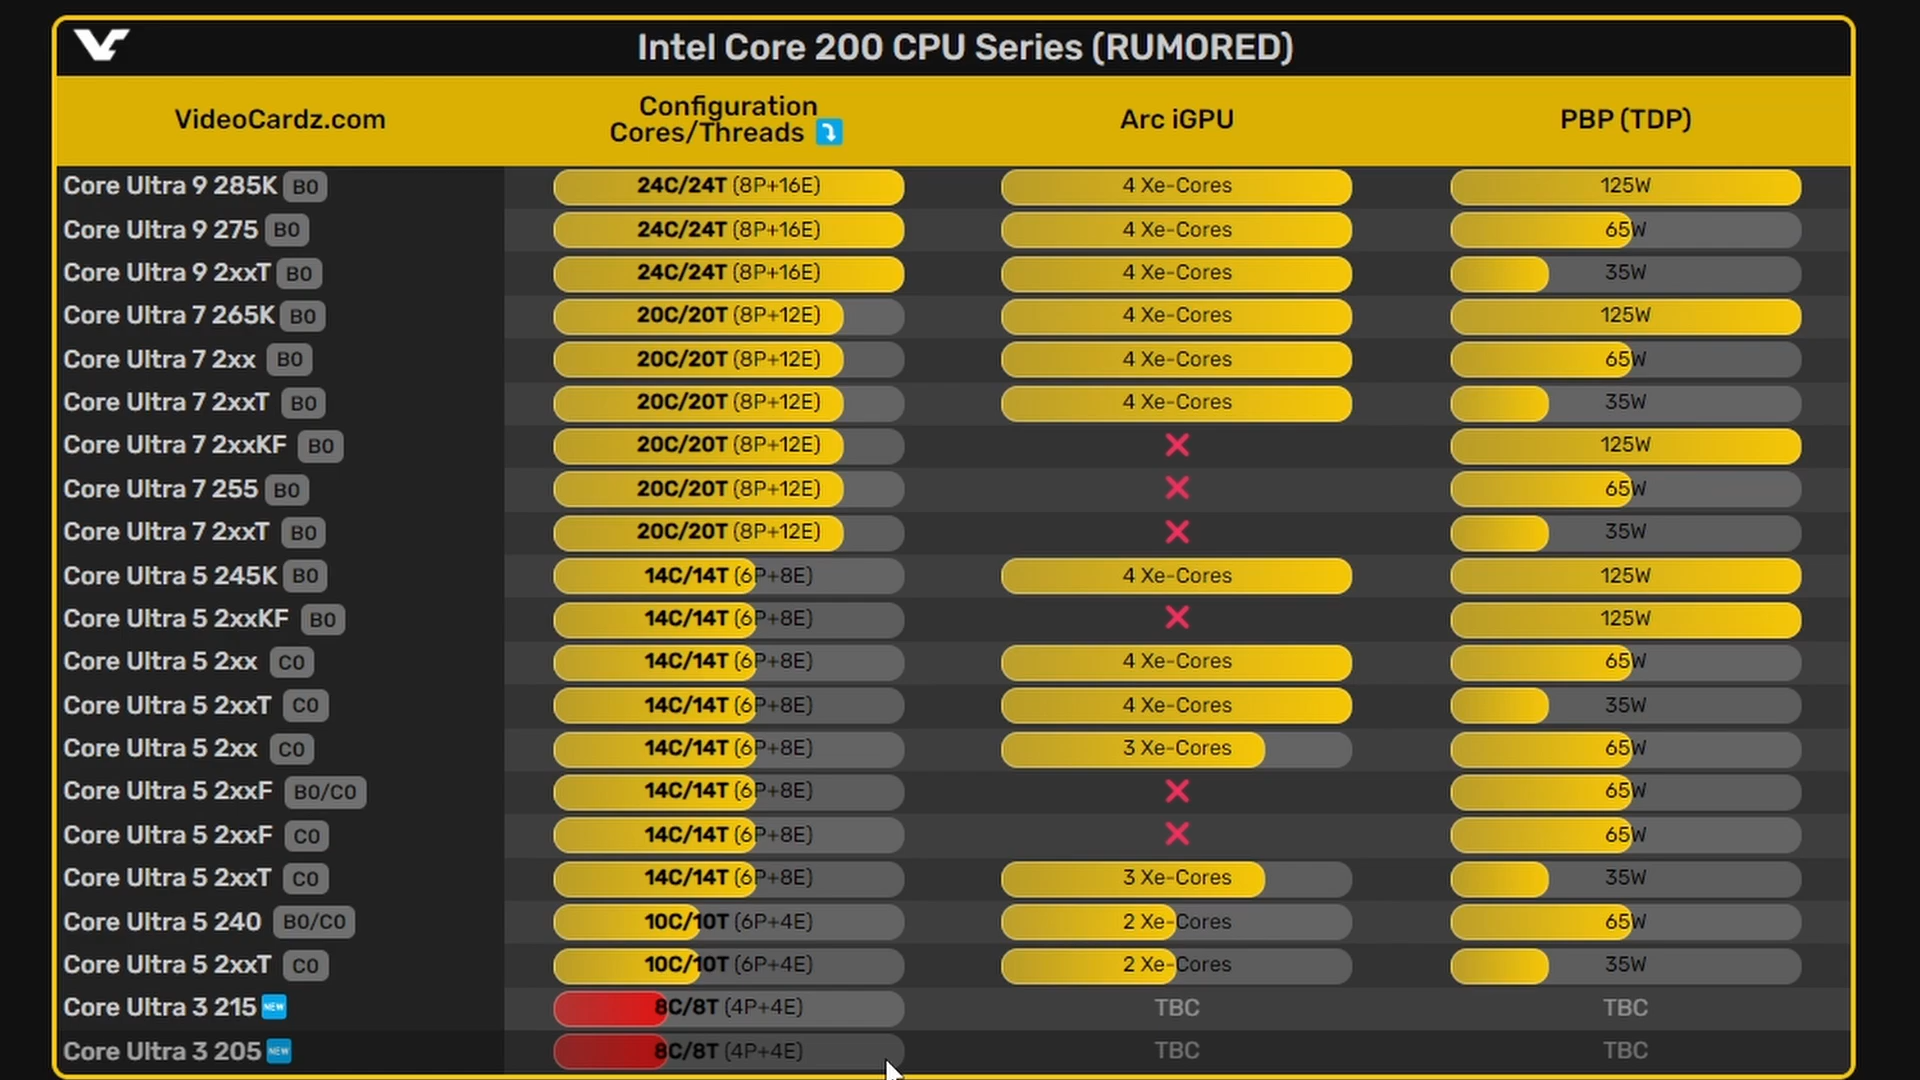 Intel Core 200 CPU Series (RUMORED)
VideoCardz.com Configuration Cores/Threads Arc iGPU PBP (TDP)
Core Ultra 9 285K B0 24C/24T (8P+16E) 4 Xe-Cores 125W
Core Ultra 9 275 B0 24C/24T (8P+16E) 4 Xe-Cores 65W
Core Ultra 9 2xxT B0 24C/24T (8P+16E) 4 Xe-Cores 35W
Core Ultra 7 265K B0 20C/20T (8P+12E) 4 Xe-Cores 125W
Core Ultra 7 2xx B0 20C/20T (8P+12E) 4 Xe-Cores 65W
Core Ultra 7 2xxT B0 20C/20T (8P+12E) 4 Xe-Cores 35W
Core Ultra 7 2xxKF B0 20C/20T (8P+12E) ❌ 125W
Core Ultra 7 255 B0 20C/20T (8P+12E) ❌ 65W
Core Ultra 7 2xxT B0 20C/20T (8P+12E) ❌ 35W
Core Ultra 5 245K B0 14C/14T (6P+8E) 4 Xe-Cores 125W
Core Ultra 5 2xxKF B0 14C/14T (6P+8E) ❌ 125W
Core Ultra 5 2xx C0 14C/14T (6P+8E) 4 Xe-Cores 65W
Core Ultra 5 2xxT C0 14C/14T (6P+8E) 4 Xe-Cores 35W
Core Ultra 5 2xx C0 14C/14T (6P+8E) 3 Xe-Cores 65W
Core Ultra 5 2xxF B0/C0 14C/14T (6P+8E) ❌ 65W
Core Ultra 5 2xxF C0 14C/14T (6P+8E) ❌ 65W
Core Ultra 5 2xxT C0 14C/14T (6P+8E) 3 Xe-Cores 35W
Core Ultra 5 240 B0/C0 10C/10T (6P+4E) 2 Xe-Cores 65W
Core Ultra 5 2xxT C0 10C/10T (6P+4E) 2 Xe-Cores 35W
Core Ultra 3 215 NEW 8C/8T (4P+4E) TBC TBC
Core Ultra 3 205 NEW 8C/8T (4P+4E) TBC TBC